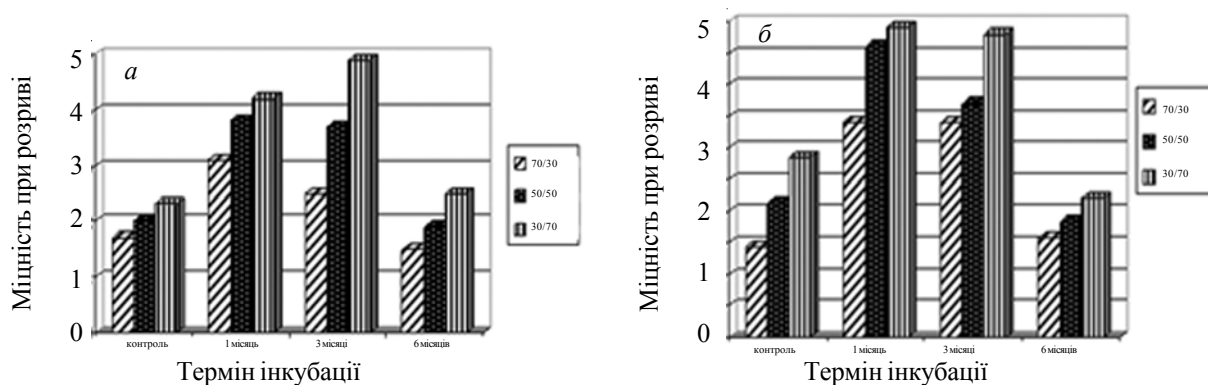 а
Міцність при розриві
5
4
3
2
1
0
контроль
1 місяць
3 місяці
6 місяців
Термін інкубації
70/30
50/50
30/70
б
Міцність при розриві
5
4
3
2
1
0
контроль
1 місяць
3 місяці
6 місяців
Термін інкубації
70/30
50/50
30/70